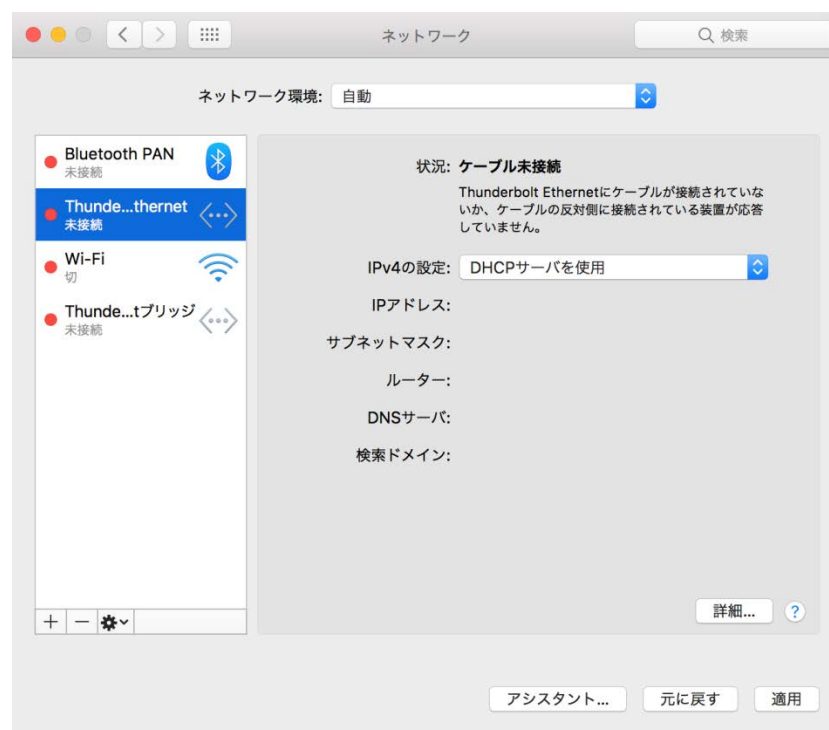 ネットワーク
検索
ネットワーク環境: 自動
Bluetooth PAN
未接続
Thunde...thernet
未接続
Wi-Fi
切
Thunde...tブリッジ
未接続
状況: ケーブル未接続
Thunderbolt Ethernetにケーブルが接続されていな
いか、ケーブルの反対側に接続されている装置が応答
していません。
IPv4の設定: DHCPサーバを使用
IPアドレス:
サブネットマスク:
ルーター:
DNSサーバ:
検索ドメイン:
詳細... ?
アシスタント... 元に戻す 適用